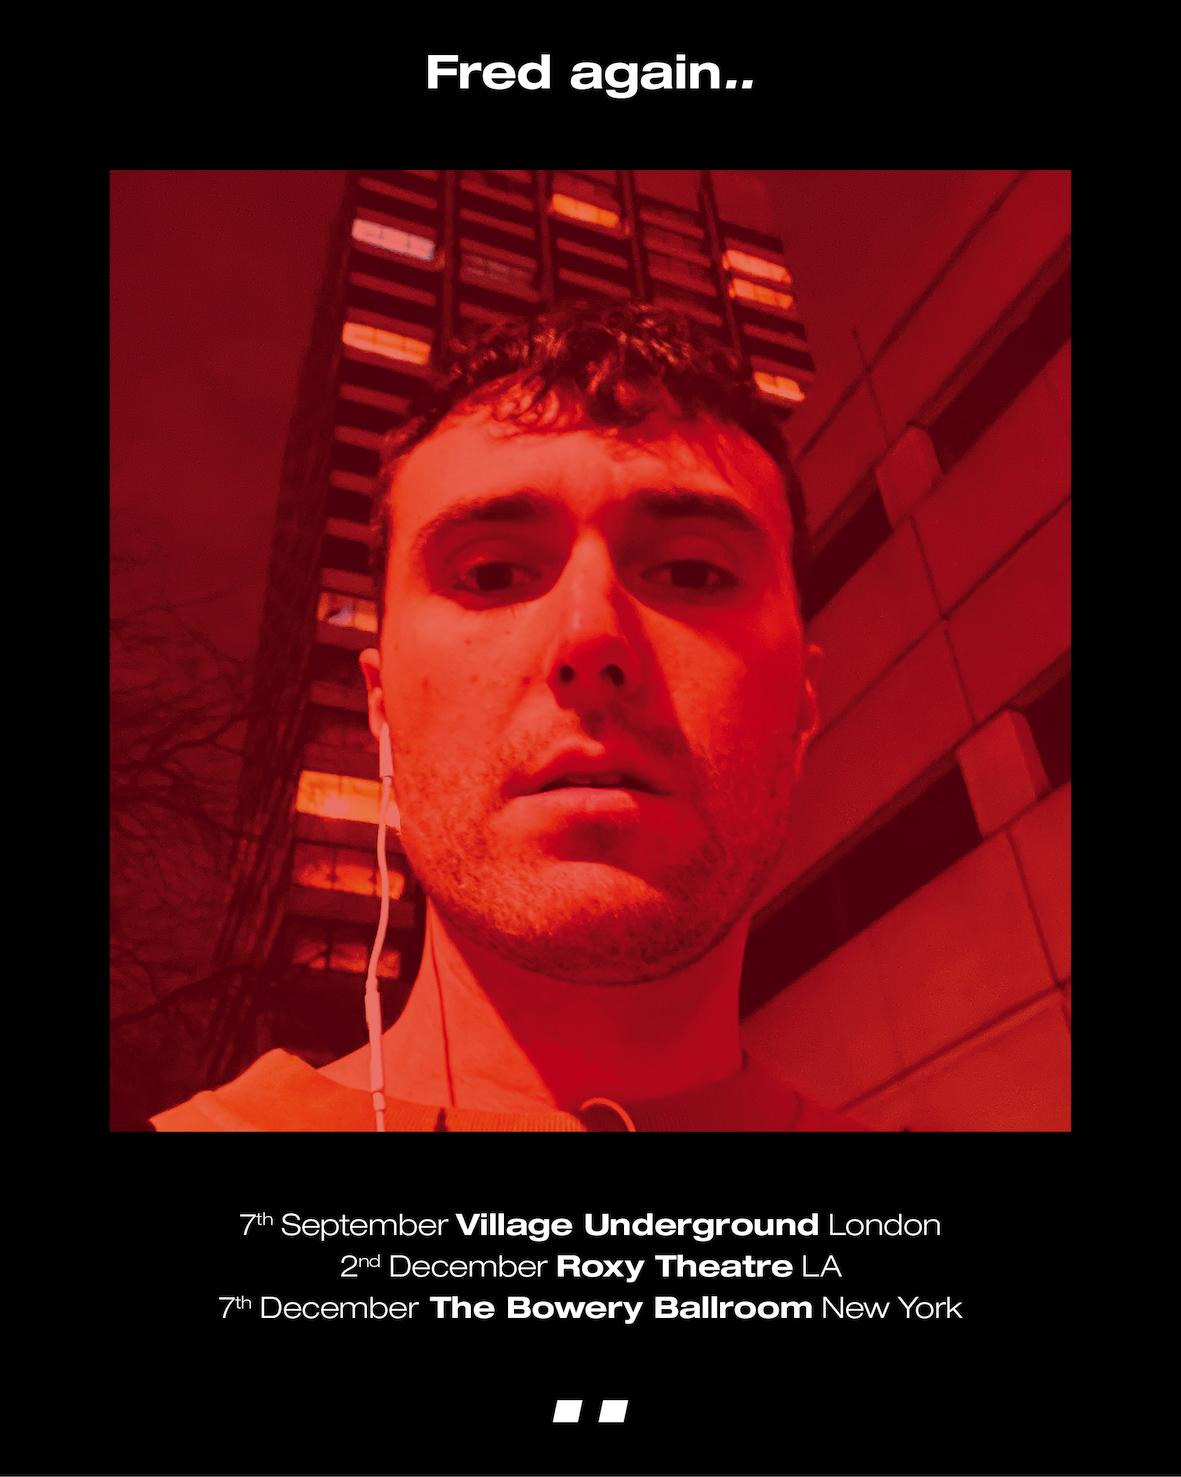 Fred again..
7th September Village Underground London
2nd December Roxy Theatre LA
7th December The Bowery Ballroom New York